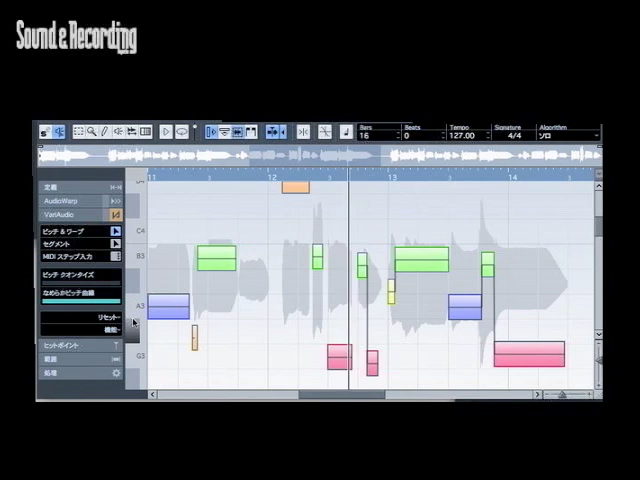 Sound & Recording
Bars
Beats
Tempo
Signature
Algorithm
16
0
127.00
4/4
ソロ
11
12
13
14
定義
AudioWarp
VariAudio
ピッチ & ワープ
セグメント
MIDI ステップ入力
ピッチ クオンタイズ
なめらかピッチ曲線
リセット
機能
ヒットポイント
範囲
処理
C4
B3
A3
G3